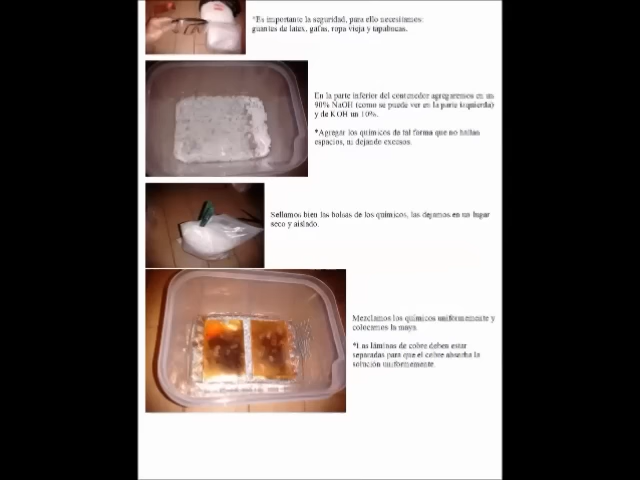 *Es importante la seguridad, para ello necesitamos:
guantes de latex, gafas, ropa vieja y tapabocas.
En la parte inferior del contenedor agregaremos en un
90% NaOH (como se puede ver en la parte izquierda)
y de KOH un 10%.
*Agregar los químicos de tal forma que no hallan
espacios, ni dejando excesos.
Sellamos bien las bolsas de los químicos, las dejamos en un lugar
seco y aislado.
Mezclamos los químicos uniformemente y
colocamos la maya.
*Las láminas de cobre deben estar
separadas para que el cobre absorba la
solución uniformemente.